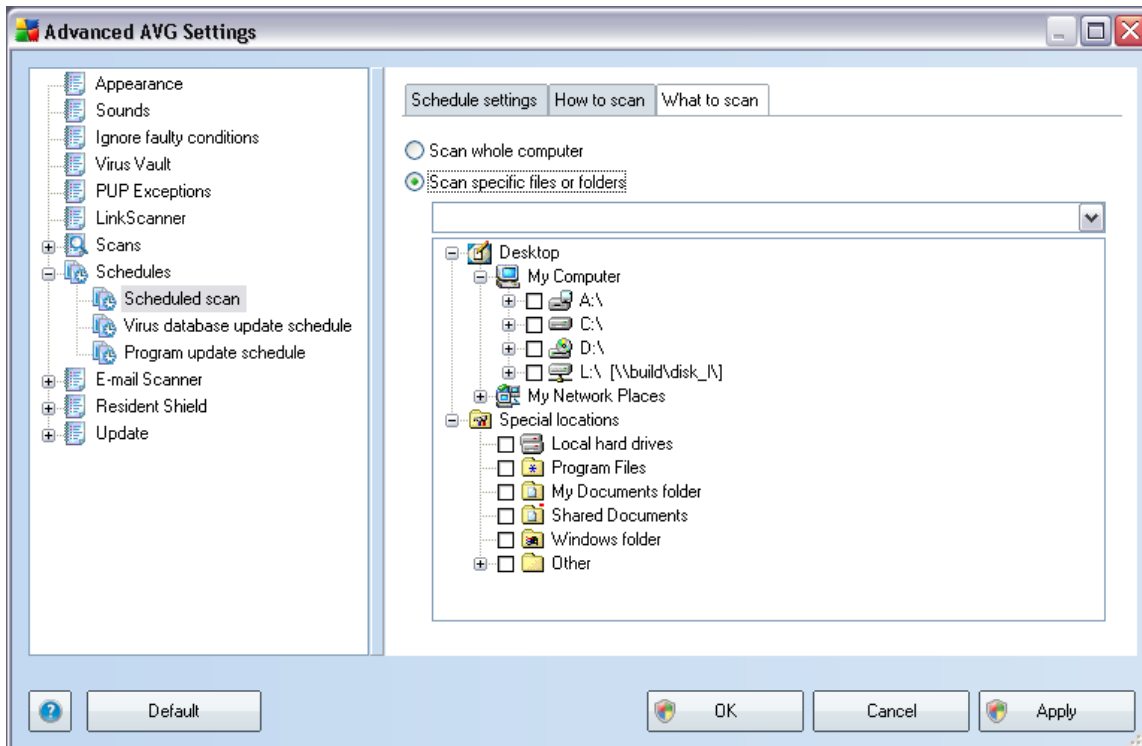 Advanced AVG Settings
Appearance
Sounds
Ignore faulty conditions
Virus Vault
PUP Exceptions
LinkScanner
Scans
Schedules
Scheduled scan
Virus database update schedule
Program update schedule
E-mail Scanner
Resident Shield
Update
Schedule settings
How to scan
What to scan
Scan whole computer
Scan specific files or folders
Desktop
My Computer
A:\
C:\
D:\
L:\ [\\build\disk_l\]
My Network Places
Special locations
Local hard drives
Program Files
My Documents folder
Shared Documents
Windows folder
Other
Default
OK
Cancel
Apply